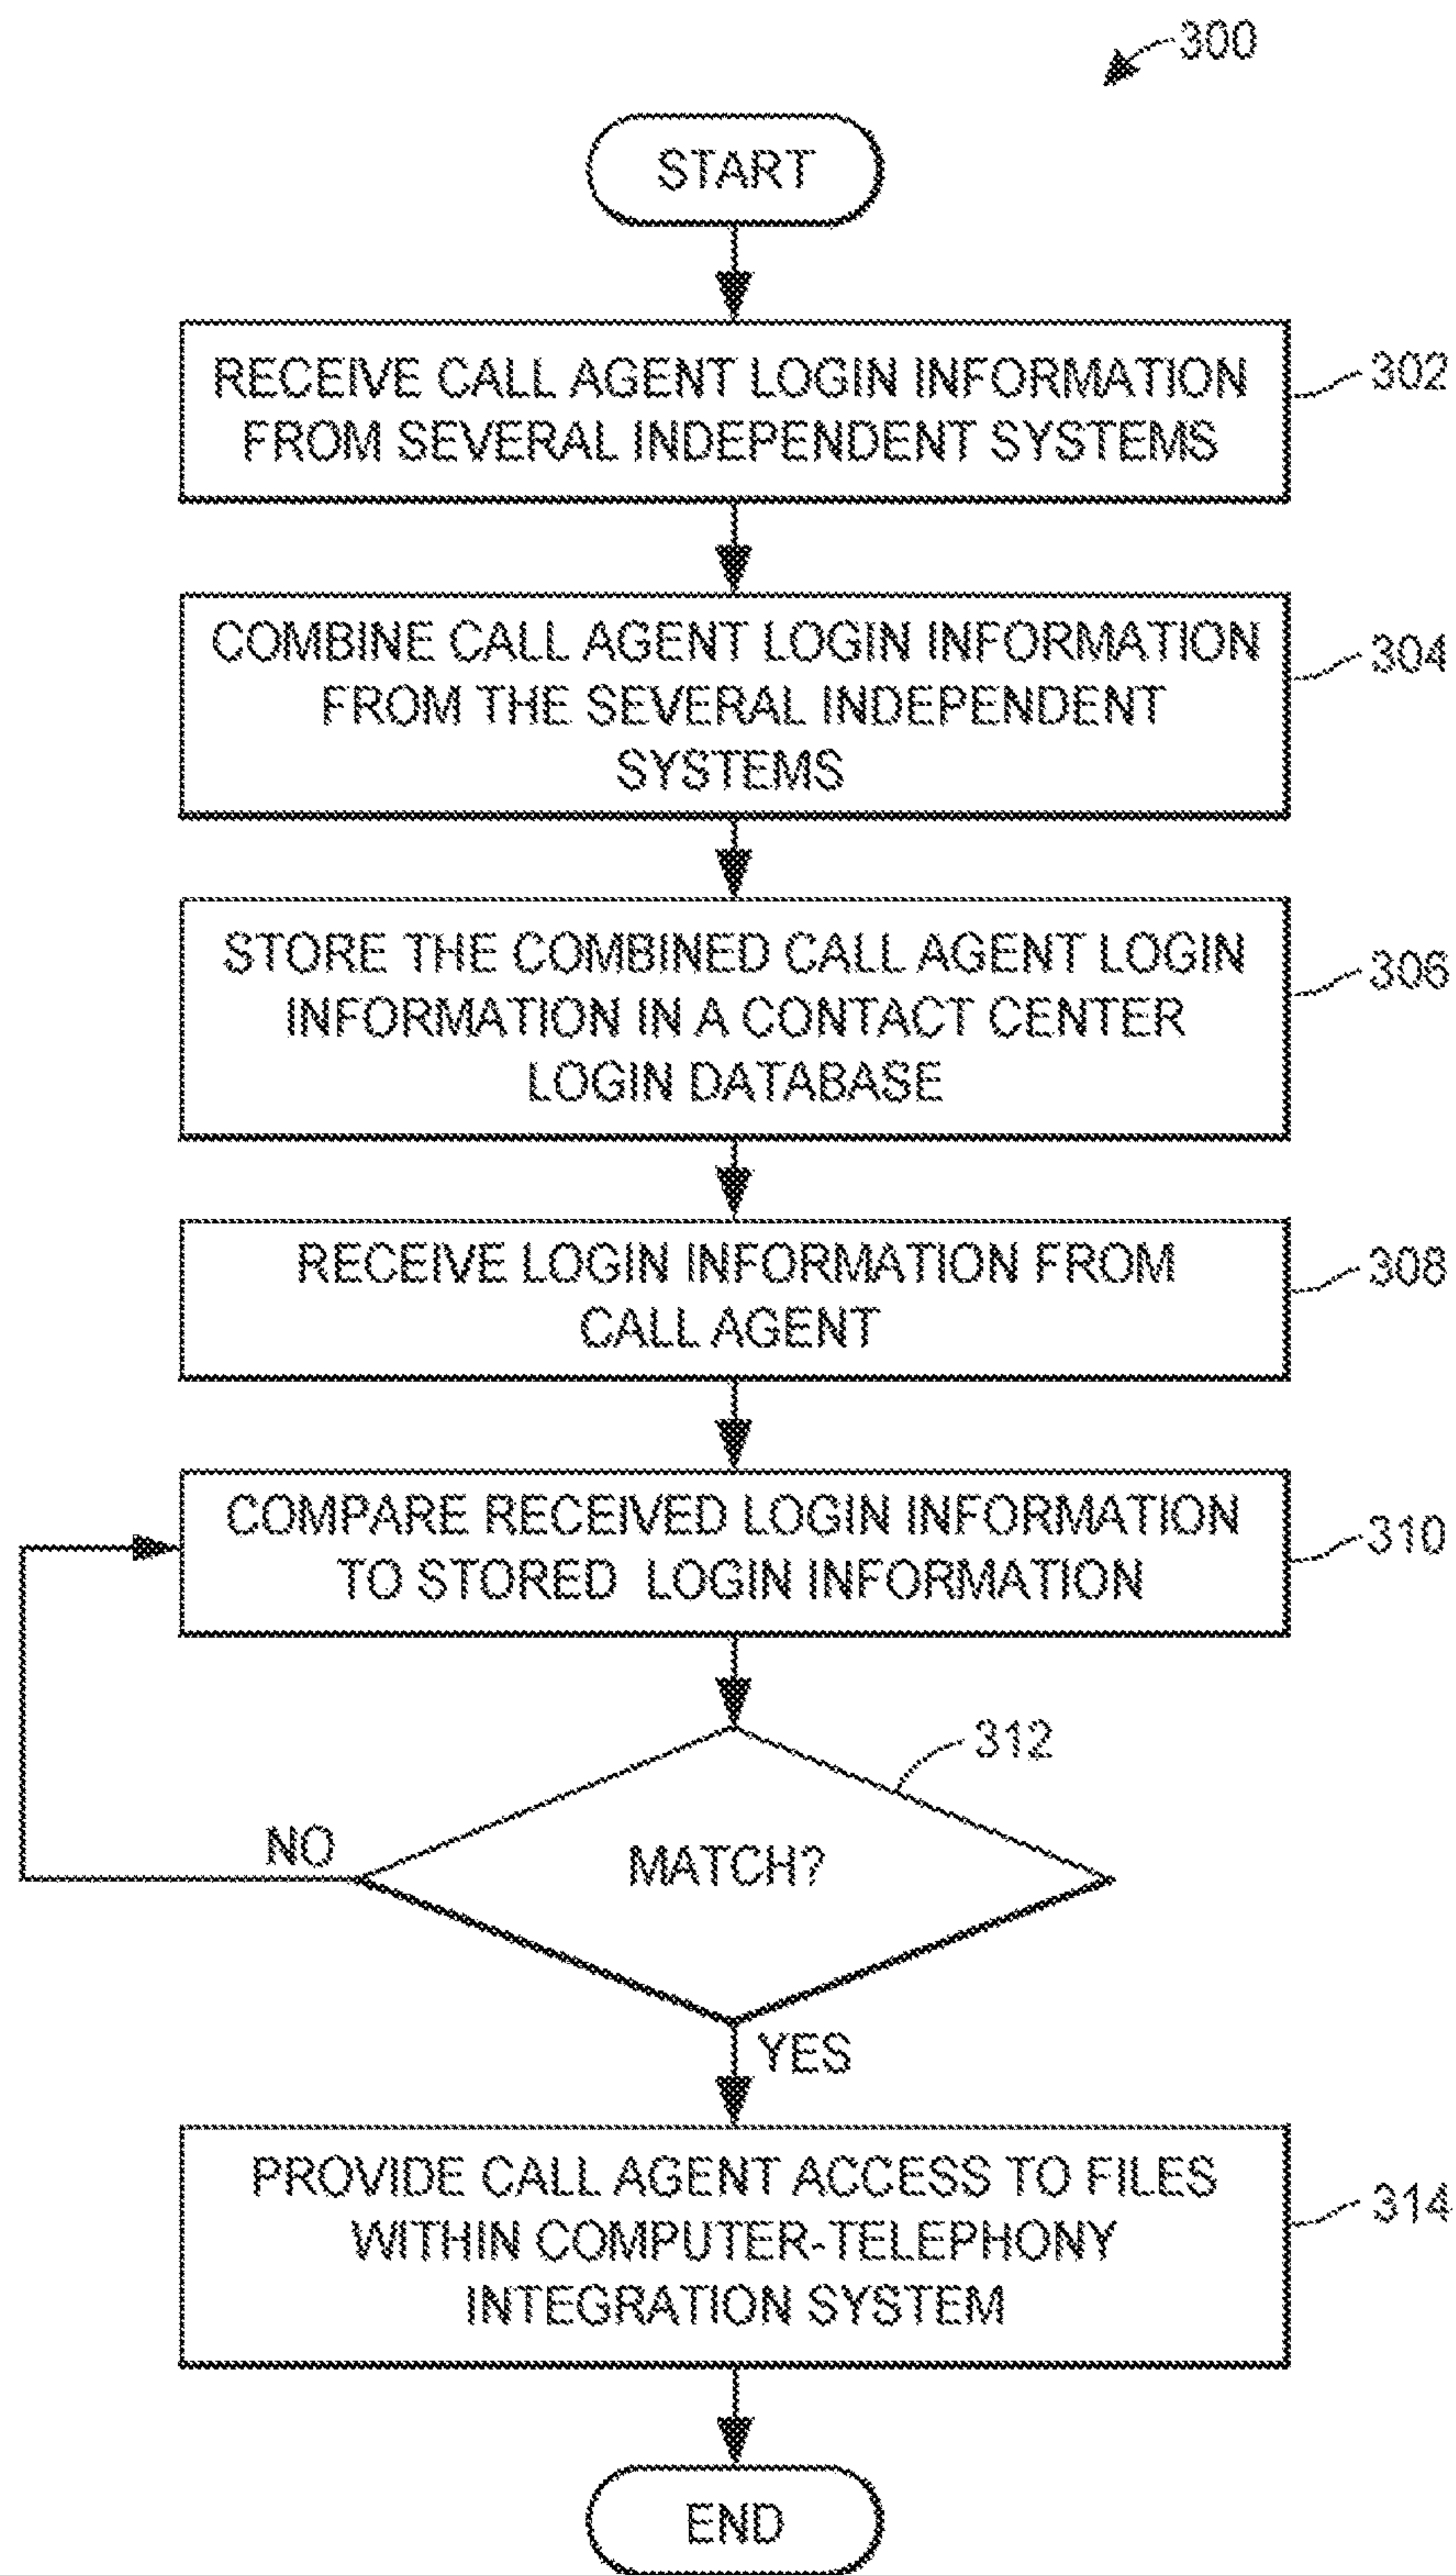 300
START
RECEIVE CALL AGENT LOGIN INFORMATION
FROM SEVERAL INDEPENDENT SYSTEMS
302
COMBINE CALL AGENT LOGIN INFORMATION
FROM THE SEVERAL INDEPENDENT
SYSTEMS
304
STORE THE COMBINED CALL AGENT LOGIN
INFORMATION IN A CONTACT CENTER
LOGIN DATABASE
306
RECEIVE LOGIN INFORMATION FROM
CALL AGENT
308
COMPARE RECEIVED LOGIN INFORMATION
TO STORED LOGIN INFORMATION
310
312
NO
MATCH?
YES
PROVIDE CALL AGENT ACCESS TO FILES
WITHIN COMPUTER-TELEPHONY
INTEGRATION SYSTEM
314
END